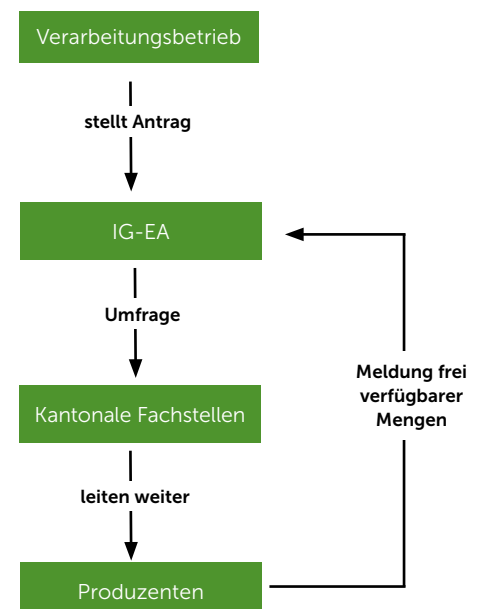 Verarbeitungsbetrieb
stellt Antrag
IG-EA
Umfrage
Kantonale Fachstellen
Meldung frei
verfügbarer
Mengen
leiten weiter
Produzenten